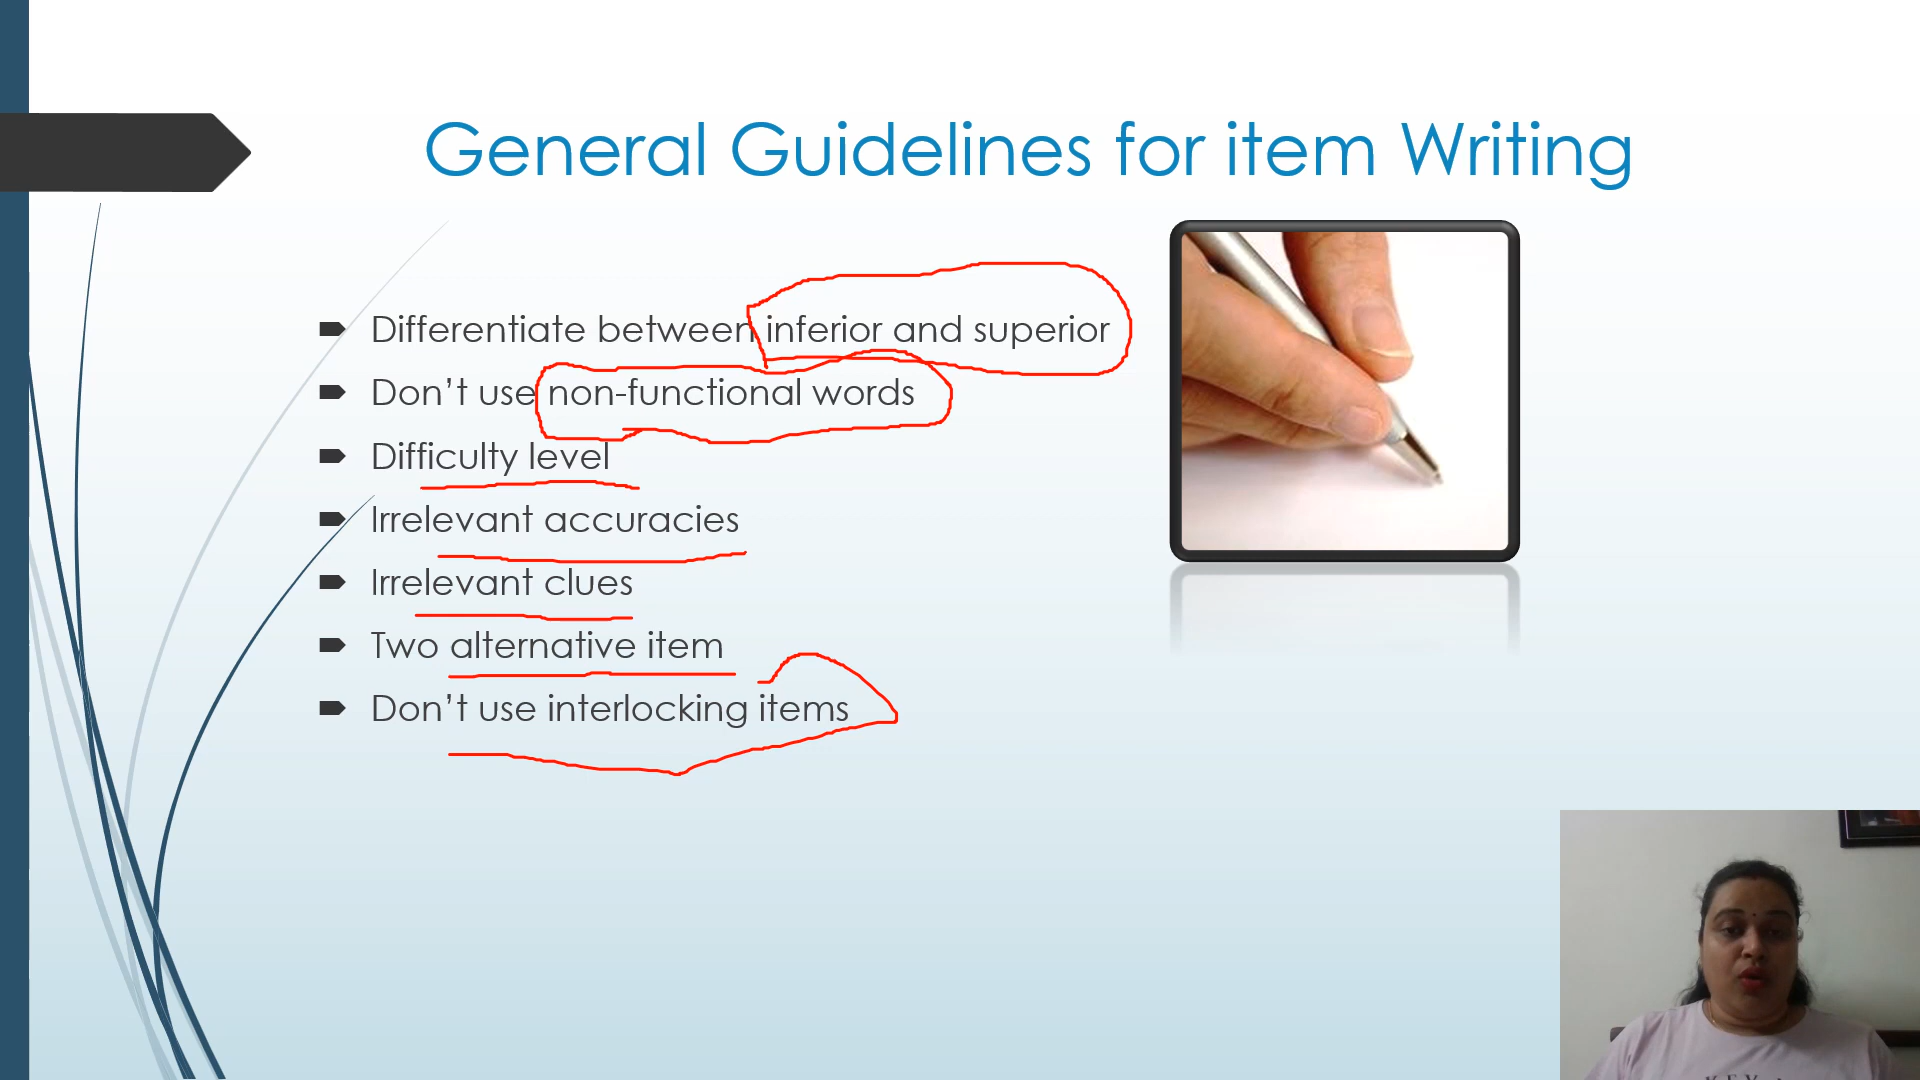 General Guidelines for item Writing
Differentiate between inferior and superior
Don’t use non-functional words
Difficulty level
Irrelevant accuracies
Irrelevant clues
Two alternative item
Don’t use interlocking items